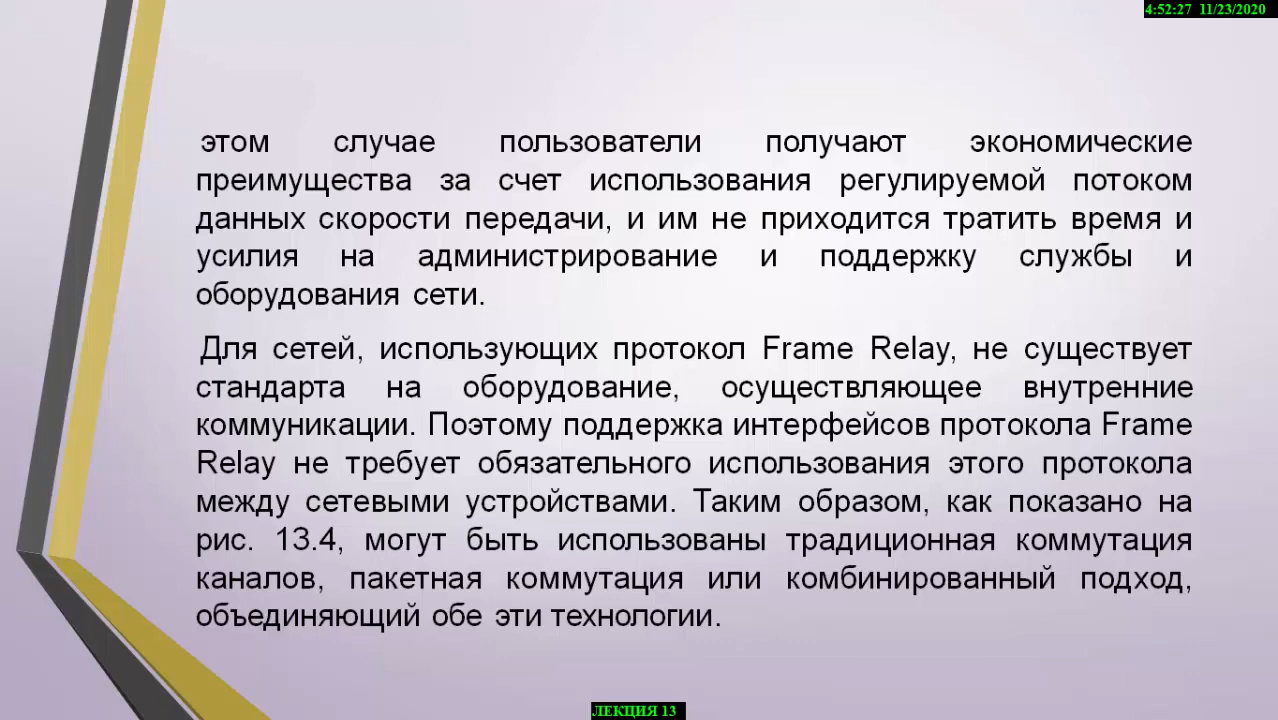 4:52:27 11/23/2020
этом случае пользователи получают экономические
преимущества за счет использования регулируемой потоком
данных скорости передачи, и им не приходится тратить время и
усилия на администрирование и поддержку службы и
оборудования сети.
Для сетей, использующих протокол Frame Relay, не существует
стандарта на оборудование, осуществляющее внутренние
коммуникации. Поэтому поддержка интерфейсов протокола Frame
Relay не требует обязательного использования этого протокола
между сетевыми устройствами. Таким образом, как показано на
рис. 13.4, могут быть использованы традиционная коммутация
каналов, пакетная коммутация или комбинированный подход,
объединяющий обе эти технологии.
ЛЕКЦИЯ 13